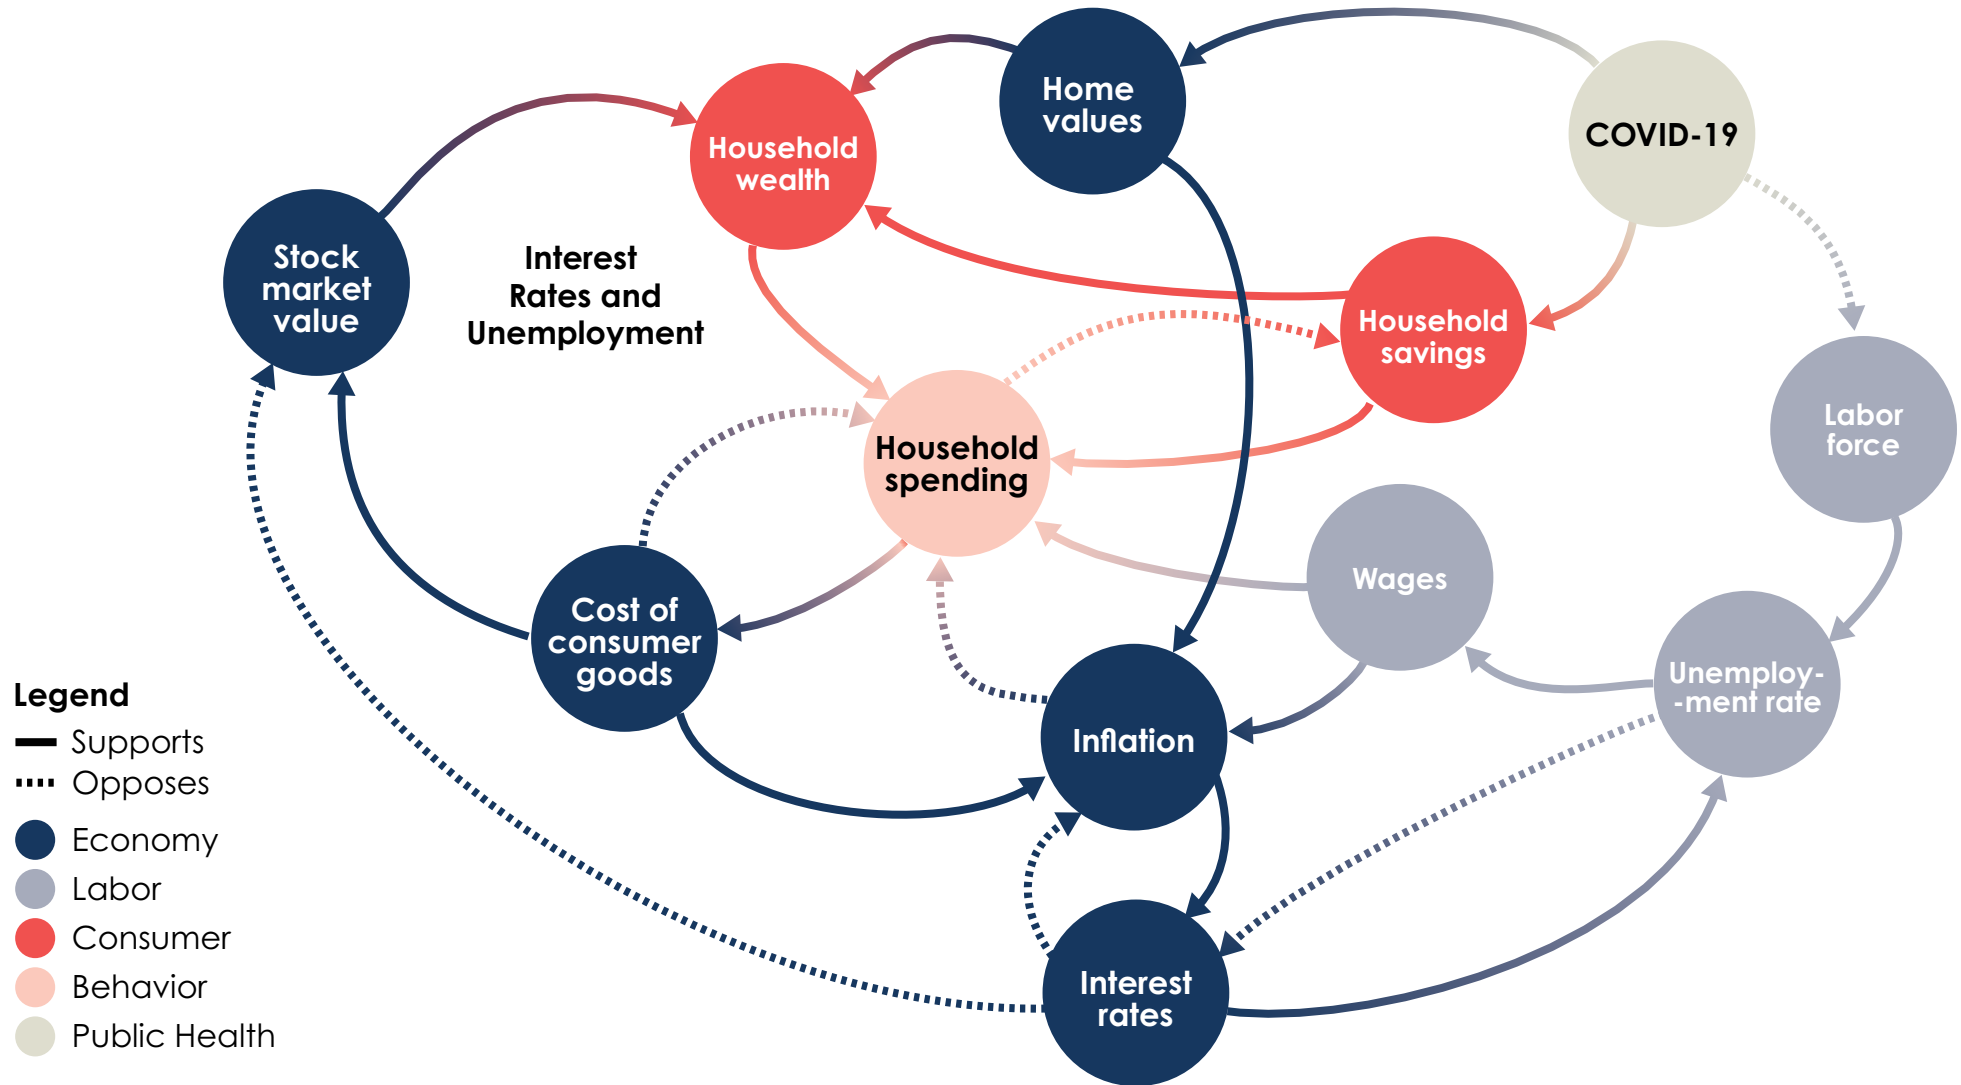 Home
values
COVID-19
Household
wealth
Stock
market
value
Interest
Rates and
Unemployment
Household
savings
Labor
force
Household
spending
Wages
Cost of
consumer
goods
Unemploy-
-ment rate
Inflation
Interest
rates
Legend
Supports
Opposes
Economy
Labor
Consumer
Behavior
Public Health